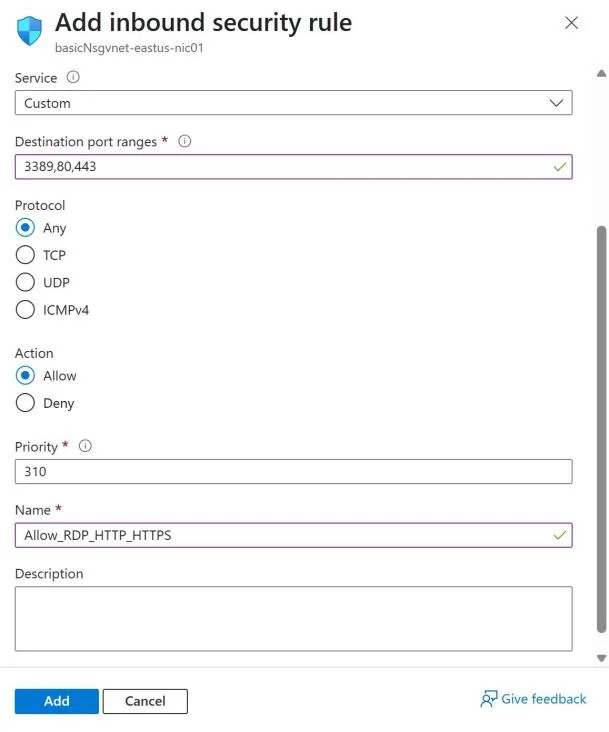 Add inbound security rule
basicNsgvnet-eastus-nic01
Service
Custom
Destination port ranges *
3389,80,443
Protocol
Any
TCP
UDP
ICMPv4
Action
Allow
Deny
Priority *
310
Name *
Allow_RDP_HTTP_HTTPS
Description
Add
Cancel
Give feedback